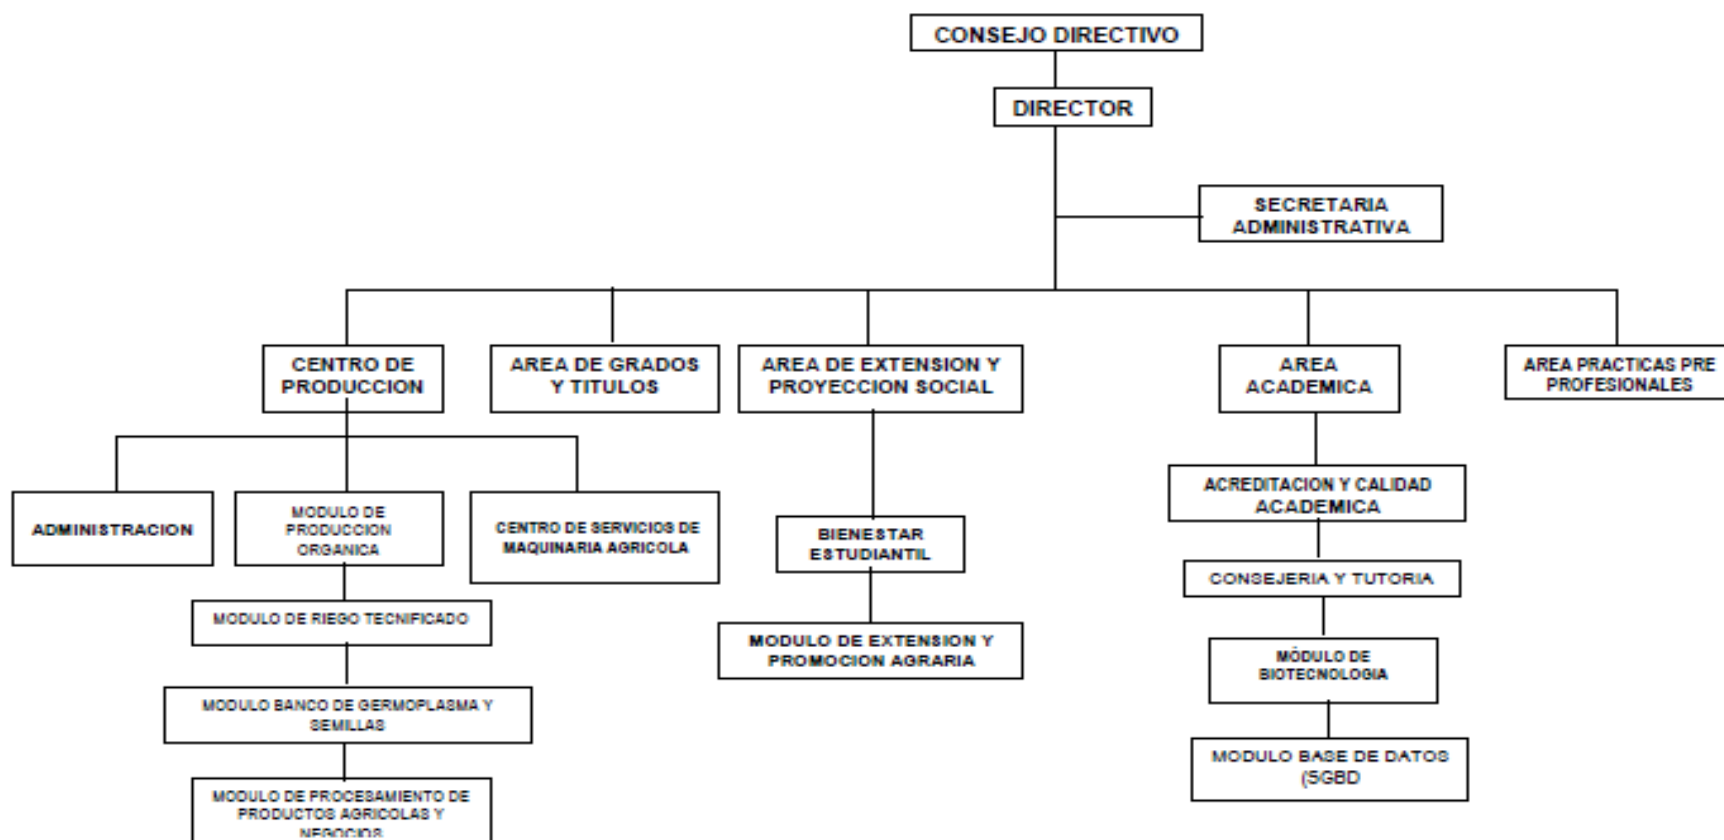 CONSEJO DIRECTIVO
DIRECTOR
SECRETARIA
ADMINISTRATIVA
CENTRO DE
PRODUCCION
AREA DE GRADOS
Y TITULOS
AREA DE EXTENSION Y
PROYECCION SOCIAL
AREA
ACADEMICA
AREA PRACTICAS PRE
PROFESIONALES
ADMINISTRACION
MODULO DE
PRODUCCION
ORGANICA
CENTRO DE SERVICIOS DE
MAQUINARIA AGRICOLA
MODULO DE RIEGO TECNIFICADO
MODULO BANCO DE GERMOPLASMA Y
SEMILLAS
MODULO DE PROCESAMIENTO DE
PRODUCTOS AGRICOLAS Y
NEGOCIOS
BIENESTAR
ESTUDIANTIL
MODULO DE EXTENSION Y
PROMOCION AGRARIA
ACREDITACION Y CALIDAD
ACADEMICA
CONSEJERIA Y TUTORIA
MÓDULO DE
BIOTECNOLOGIA
MODULO BASE DE DATOS
(SGBD